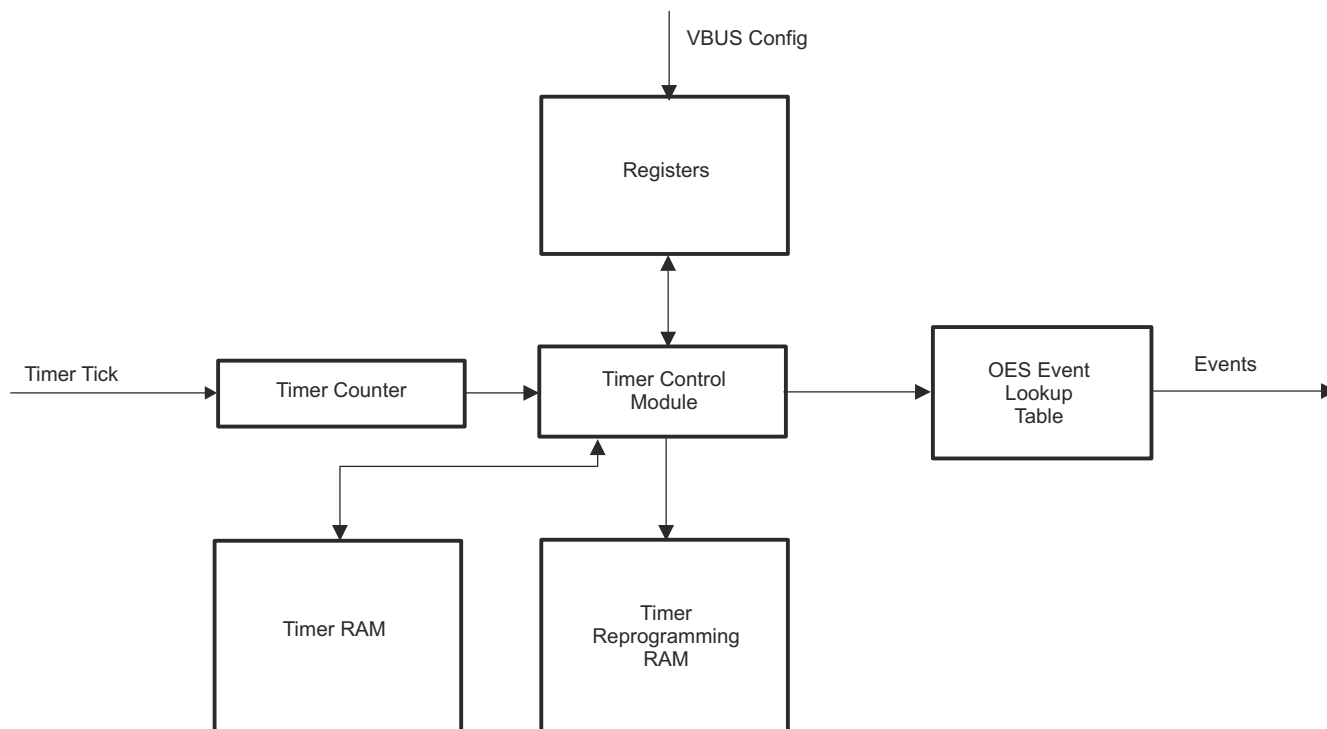 VBUS Config
Registers
Timer Tick
Timer Counter
Timer Control
Module
OES Event
Lookup
Table
Events
Timer RAM
Timer
Reprogramming
RAM